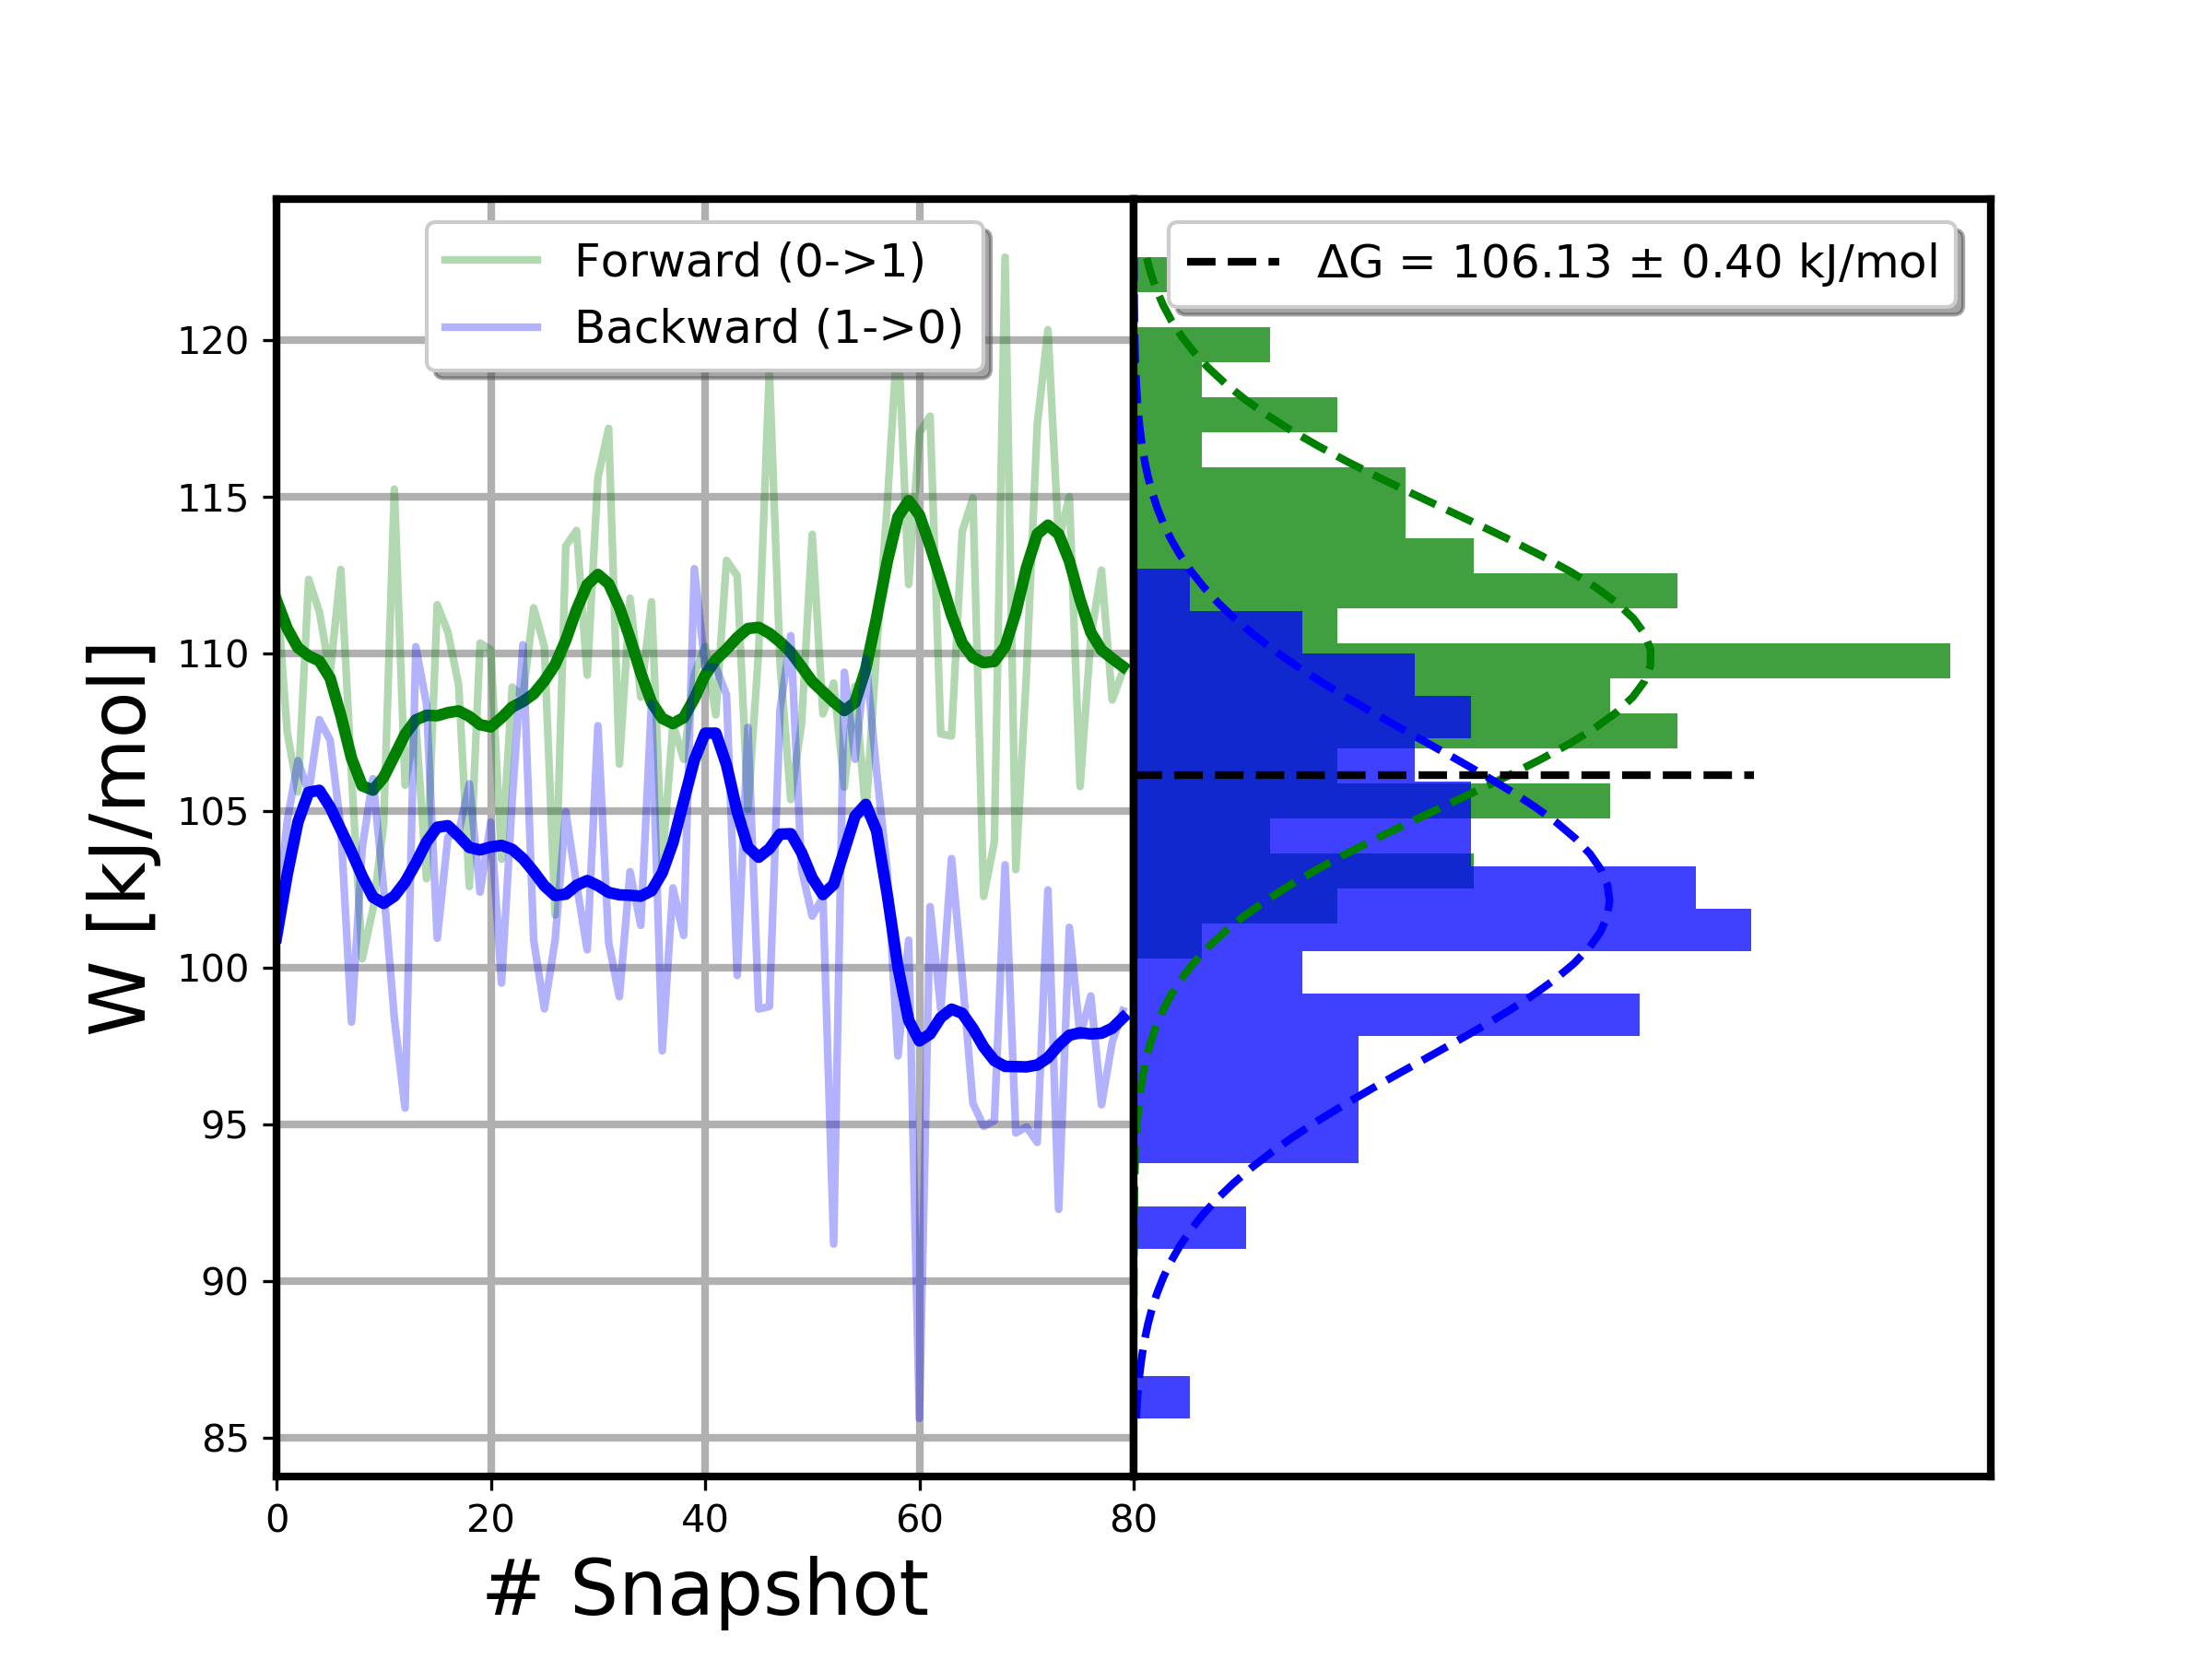 Forward (0->1)
Backward (1->0)
ΔG = 106.13 ± 0.40 kJ/mol
W [kJ/mol]
120
115
110
105
100
95
90
85
0 20 40 60 80
# Snapshot